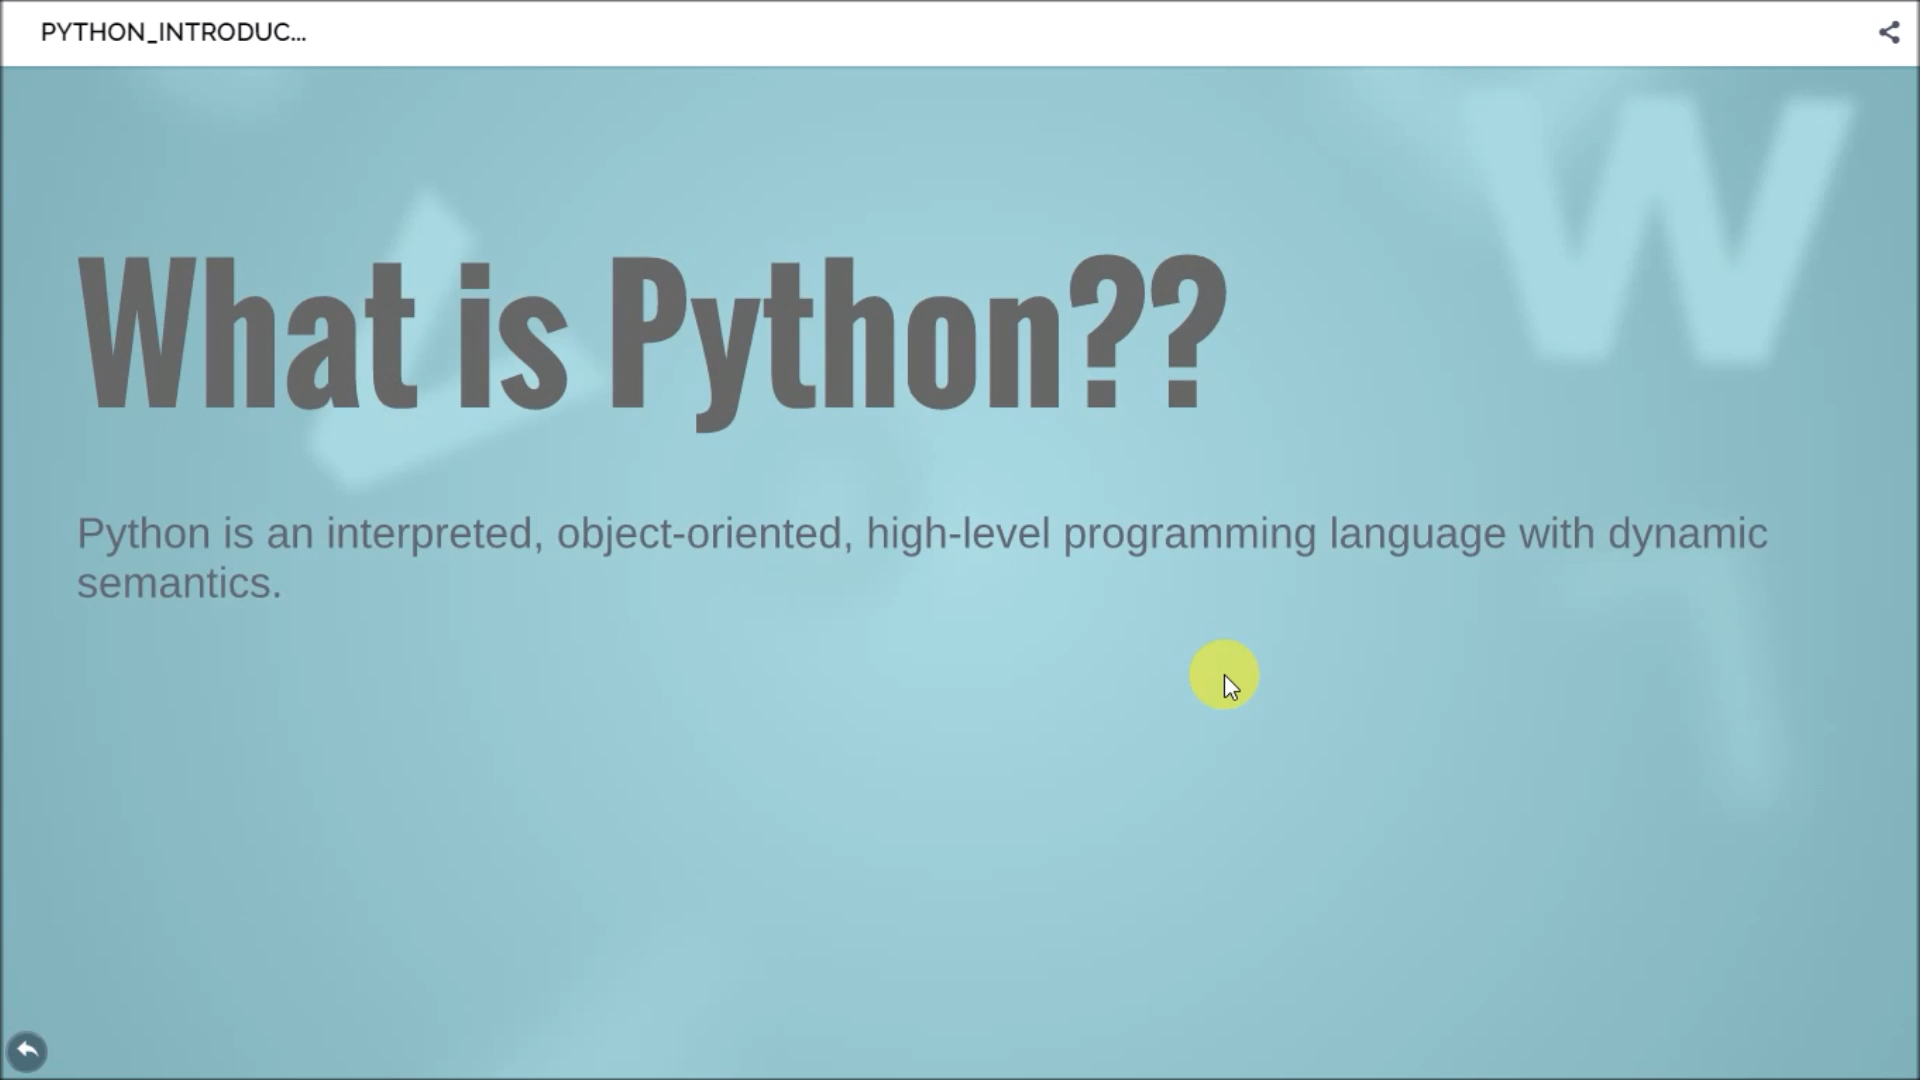 PYTHON_INTRODUC...
W
What is Python??
Python is an interpreted, object-oriented, high-level programming language with dynamic
semantics.